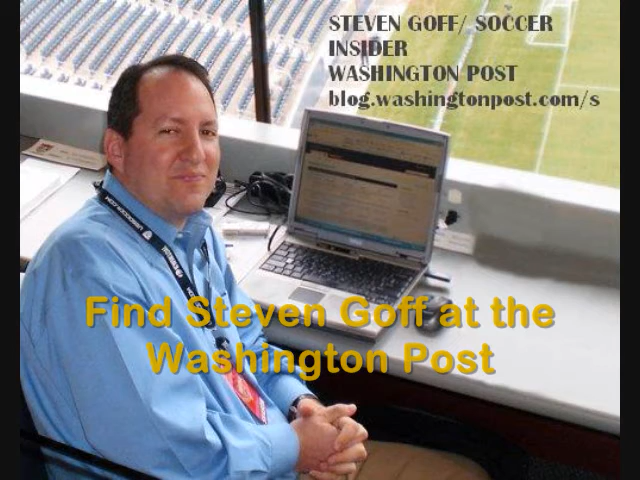 STEVEN GOFF/ SOCCER
INSIDER
WASHINGTON POST
blog.washingtonpost.com/s
Find Steven Goff at the
Washington Post